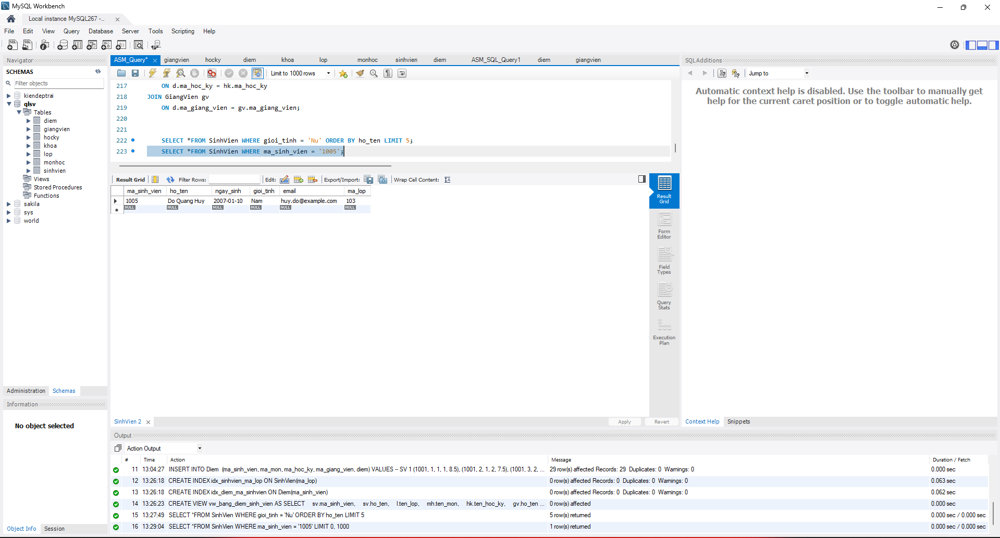 MySQL Workbench
Local instance MySQL267 -...
File Edit View Query Database Server Tools Scripting Help
Navigator
SCHEMAS
Filter objects
kiendeptrai
qlsv
Tables
diem
giangvien
hocky
khoa
lop
monhoc
sinhvien
Views
Stored Procedures
Functions
sakila
sys
world
Administration Schemas
Information
No object selected
Object Info Session
ASM_Query* giangvien hocky diem khoa lop monhoc sinhvien diem ASM_SQL_Query1 diem giangvien
Limit to 1000 rows
217 ON d.ma_hoc_ky = hk.ma_hoc_ky
218 JOIN GiangVien gv
219 ON d.ma_giang_vien = gv.ma_giang_vien;
220
221
222 SELECT *FROM SinhVien WHERE gioi_tinh = 'Nu' ORDER BY ho_ten LIMIT 5;
223 SELECT *FROM SinhVien WHERE ma_sinh_vien = '1005';
Result Grid Filter Rows: Edit: Export/Import: Wrap Cell Content:
ma_sinh_vien ho_ten ngay_sinh gioi_tinh email ma_lop
1005 Do Quang Huy 2007-01-10 Nam huy.do@example.com 103
NULL NULL NULL NULL NULL NULL
Result Grid
Form Editor
Field Types
Query Stats
Execution Plan
SinhVien 2 Apply Revert
SQLAdditions
Jump to
Automatic context help is disabled. Use the toolbar to manually get
help for the current caret position or to toggle automatic help.
Context Help Snippets
Output
Action Output
# Time Action Message Duration / Fetch
11 13:04:27 INSERT INTO Diem (ma_sinh_vien, ma_mon, ma_hoc_ky, ma_giang_vien, diem) VALUES -- SV 1 (1001, 1, 1, 1, 8.5), (1001, 2, 1, 2, 7.5), (1001, 3, 2, ... 29 row(s) affected Records: 29 Duplicates: 0 Warnings: 0 0.000 sec
12 13:26:18 CREATE INDEX idx_sinhvien_ma_lop ON SinhVien(ma_lop) 0 row(s) affected Records: 0 Duplicates: 0 Warnings: 0 0.063 sec
13 13:26:18 CREATE INDEX idx_diem_ma_sinhvien ON Diem(ma_sinh_vien) 0 row(s) affected Records: 0 Duplicates: 0 Warnings: 0 0.062 sec
14 13:26:23 CREATE VIEW vw_bang_diem_sinh_vien AS SELECT sv.ma_sinh_vien, sv.ho_ten, l.ten_lop, mh.ten_mon, hk.ten_hoc_ky, gv.ho_ten ... 0 row(s) affected 0.000 sec
15 13:27:49 SELECT *FROM SinhVien WHERE gioi_tinh = 'Nu' ORDER BY ho_ten LIMIT 5 5 row(s) returned 0.000 sec / 0.000 sec
16 13:29:04 SELECT *FROM SinhVien WHERE ma_sinh_vien = '1005' LIMIT 0, 1000 1 row(s) returned 0.000 sec / 0.000 sec